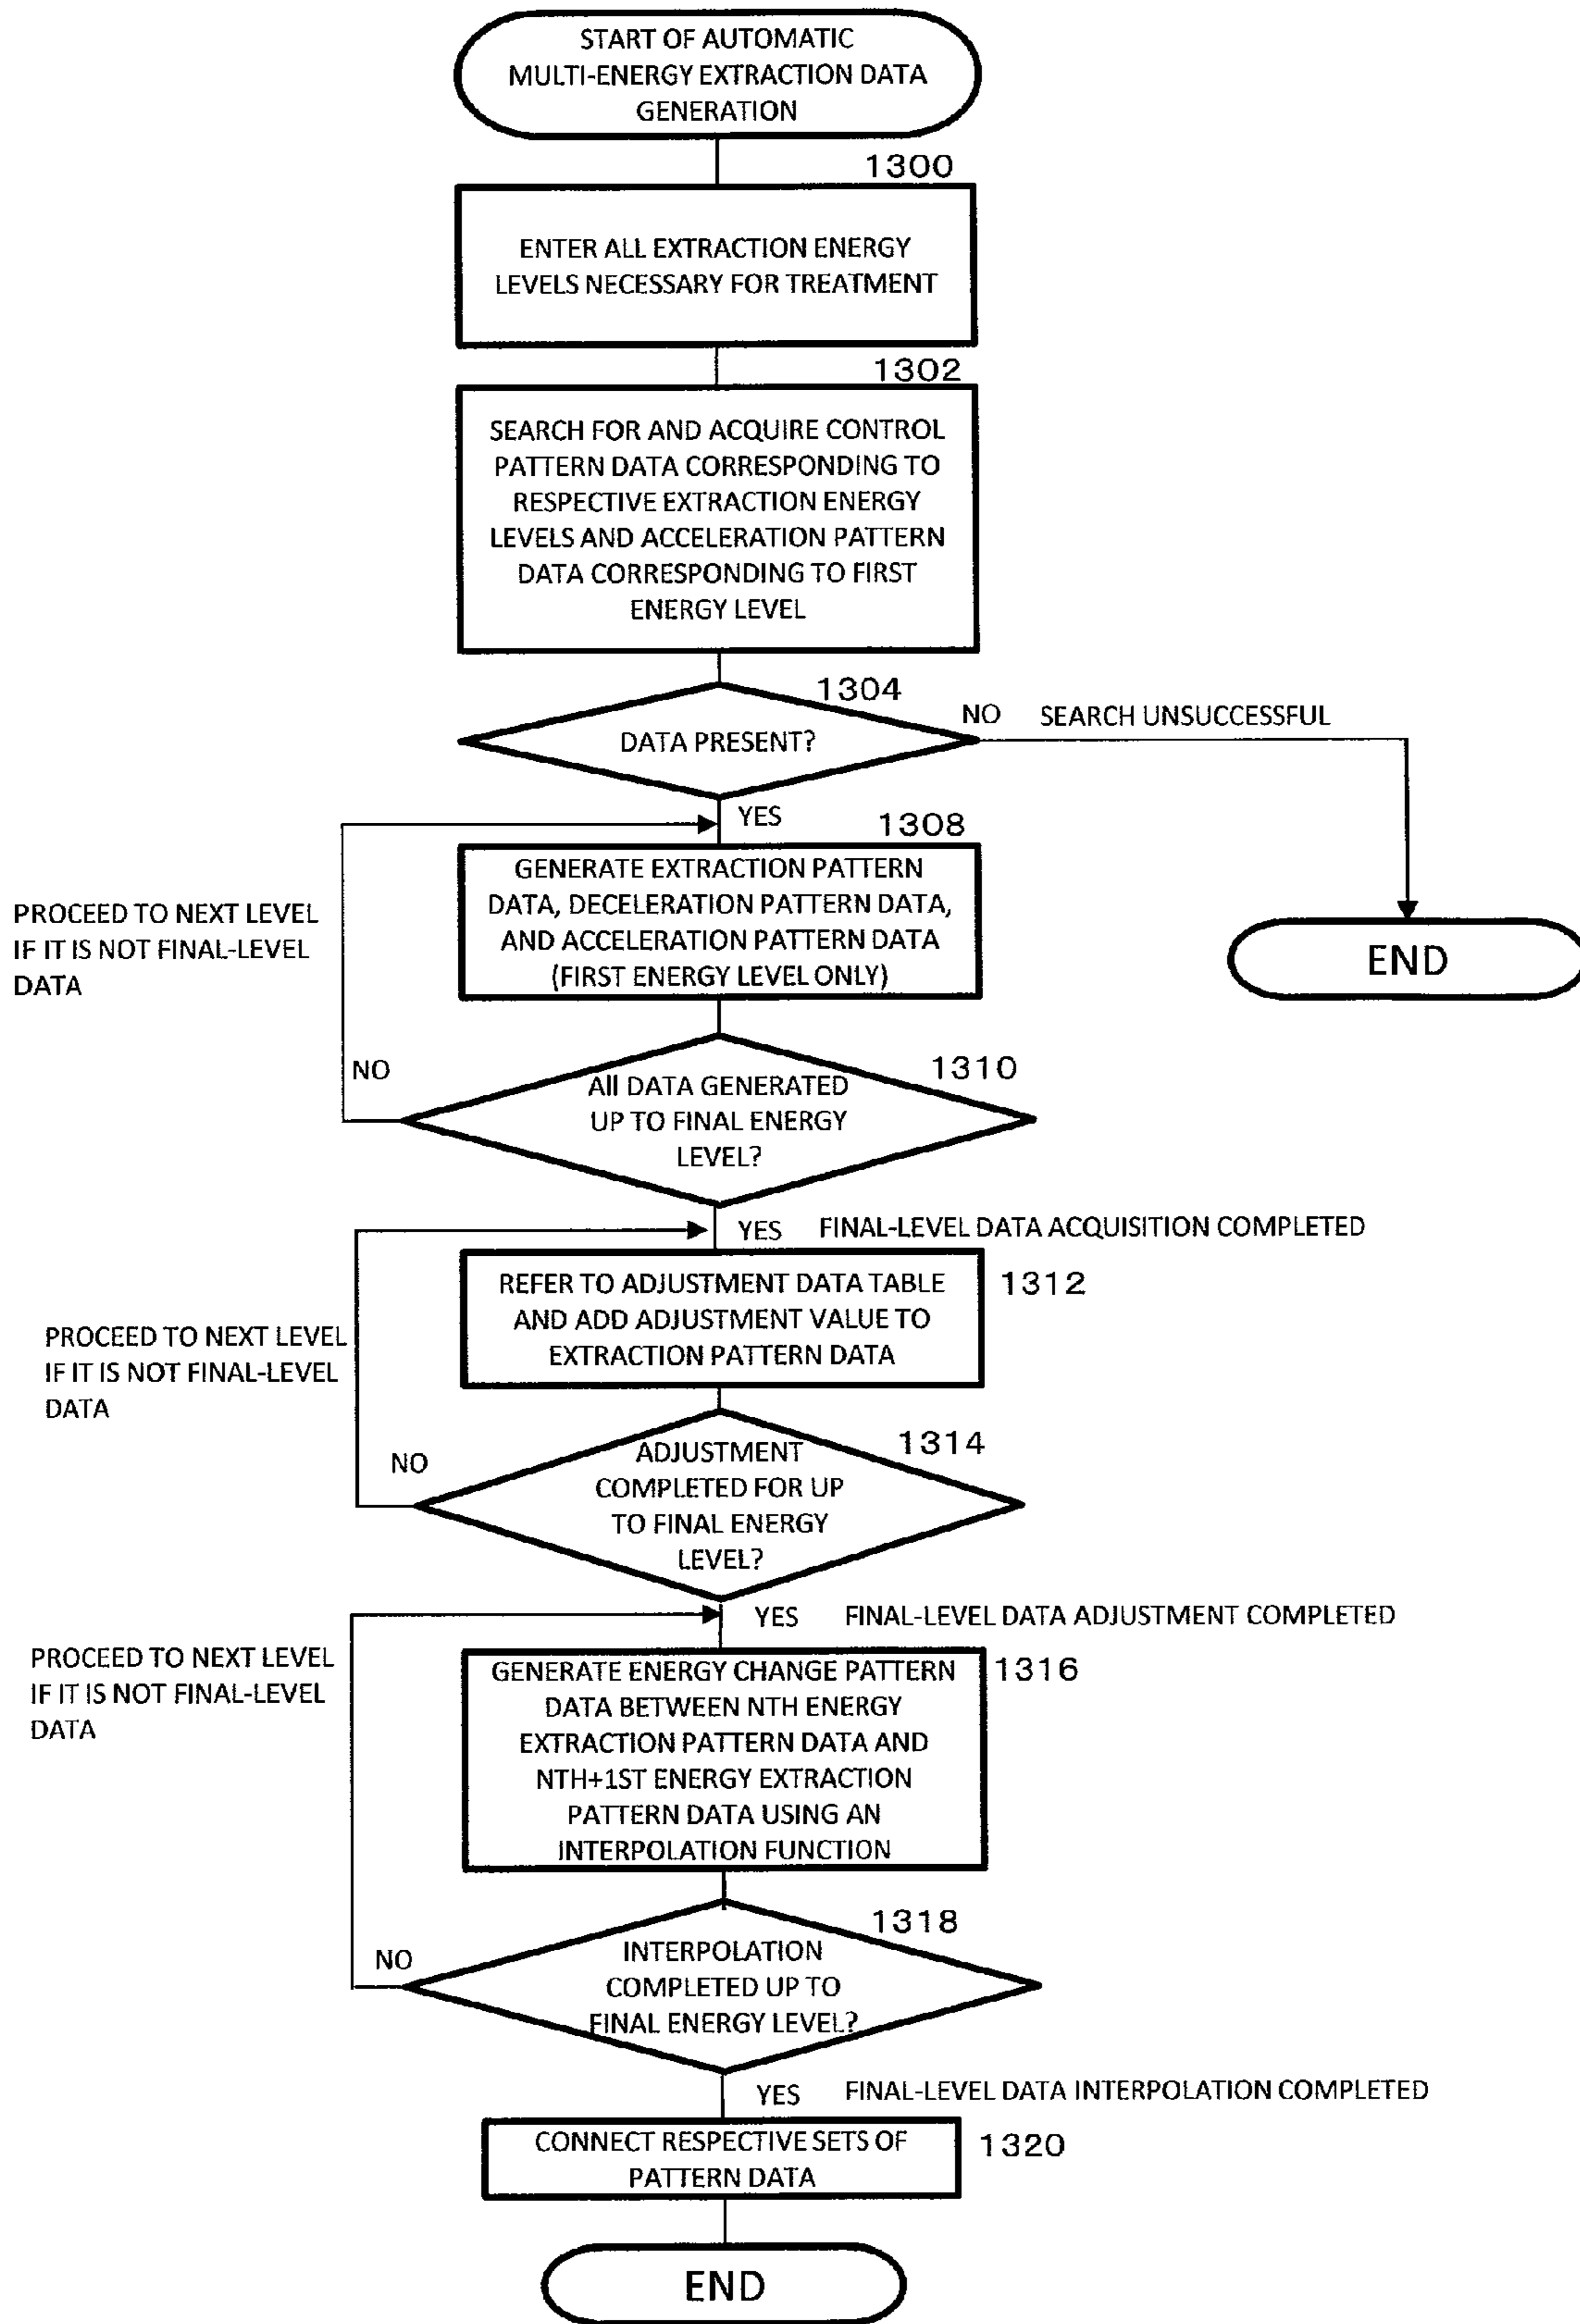 START OF AUTOMATIC
MULTI-ENERGY EXTRACTION DATA
GENERATION
1300
ENTER ALL EXTRACTION ENERGY
LEVELS NECESSARY FOR TREATMENT
1302
SEARCH FOR AND ACQUIRE CONTROL
PATTERN DATA CORRESPONDING TO
RESPECTIVE EXTRACTION ENERGY
LEVELS AND ACCELERATION PATTERN
DATA CORRESPONDING TO FIRST
ENERGY LEVEL
1304
NO SEARCH UNSUCCESSFUL
DATA PRESENT?
YES
1308
GENERATE EXTRACTION PATTERN
DATA, DECELERATION PATTERN DATA,
AND ACCELERATION PATTERN DATA
(FIRST ENERGY LEVEL ONLY)
PROCEED TO NEXT LEVEL
IF IT IS NOT FINAL-LEVEL
DATA
END
NO
1310
All DATA GENERATED
UP TO FINAL ENERGY
LEVEL?
YES FINAL-LEVEL DATA ACQUISITION COMPLETED
REFER TO ADJUSTMENT DATA TABLE
AND ADD ADJUSTMENT VALUE TO
EXTRACTION PATTERN DATA
1312
PROCEED TO NEXT LEVEL
IF IT IS NOT FINAL-LEVEL
DATA
NO
1314
ADJUSTMENT
COMPLETED FOR UP
TO FINAL ENERGY
LEVEL?
YES FINAL-LEVEL DATA ADJUSTMENT COMPLETED
PROCEED TO NEXT LEVEL
IF IT IS NOT FINAL-LEVEL
DATA
GENERATE ENERGY CHANGE PATTERN
DATA BETWEEN NTH ENERGY
EXTRACTION PATTERN DATA AND
NTH+1ST ENERGY EXTRACTION
PATTERN DATA USING AN
INTERPOLATION FUNCTION
1316
1318
NO
INTERPOLATION
COMPLETED UP TO
FINAL ENERGY LEVEL?
YES FINAL-LEVEL DATA INTERPOLATION COMPLETED
CONNECT RESPECTIVE SETS OF
PATTERN DATA
1320
END